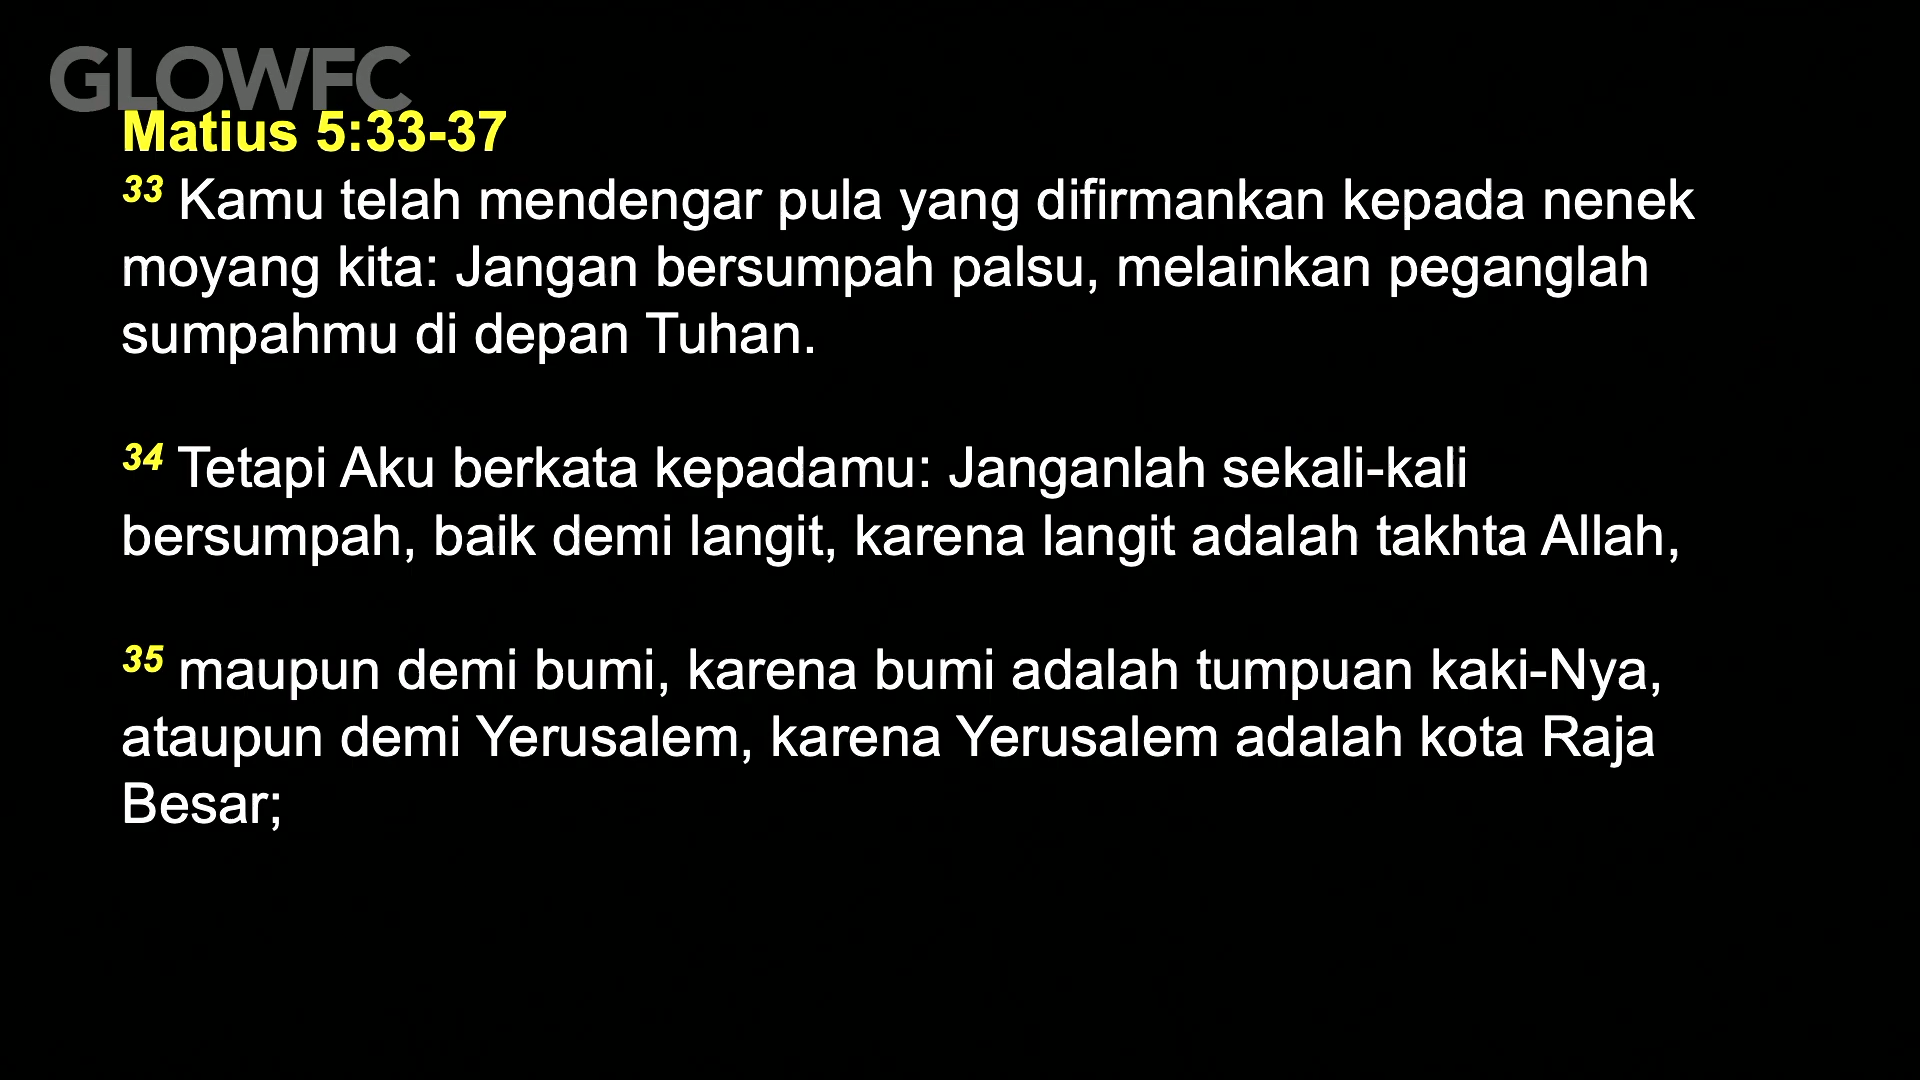 GLOWFC
Matius 5:33-37
33 Kamu telah mendengar pula yang difirmankan kepada nenek
moyang kita: Jangan bersumpah palsu, melainkan peganglah
sumpahmu di depan Tuhan.
34 Tetapi Aku berkata kepadamu: Janganlah sekali-kali
bersumpah, baik demi langit, karena langit adalah takhta Allah,
35 maupun demi bumi, karena bumi adalah tumpuan kaki-Nya,
ataupun demi Yerusalem, karena Yerusalem adalah kota Raja
Besar;